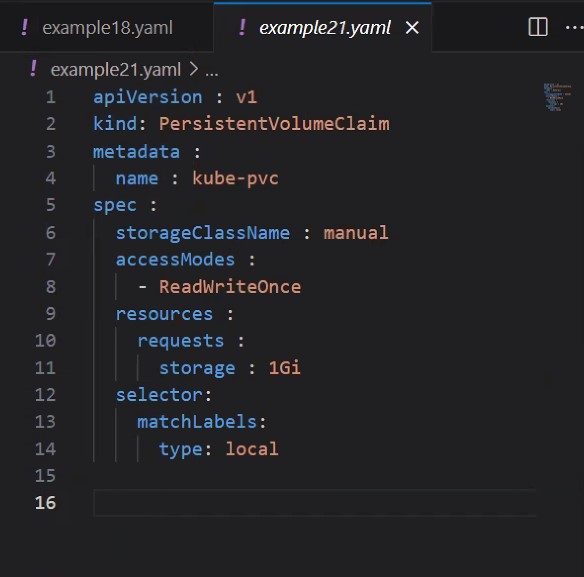 ! example18.yaml ! example21.yaml ×
! example21.yaml > ...
1 apiVersion : v1
2 kind: PersistentVolumeClaim
3 metadata :
4 name : kube-pvc
5 spec :
6 storageClassName : manual
7 accessModes :
8 - ReadWriteOnce
9 resources :
10 requests :
11 storage : 1Gi
12 selector:
13 matchLabels:
14 type: local
15
16